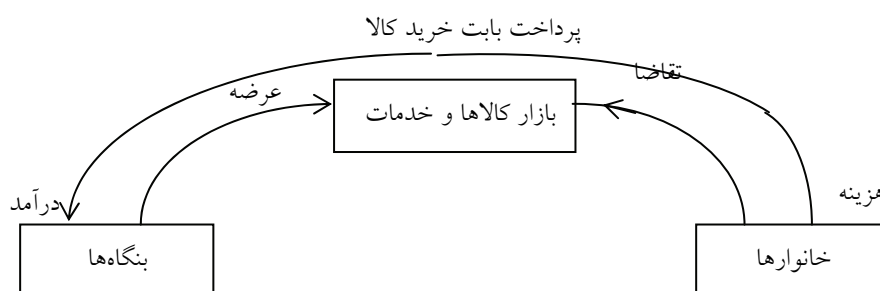 پرداخت بابت خرید کالا
تقاضا
عرضه
بازار کالاها و خدمات
هزینه
درآمد
خانوارها
بنگاه‌ها